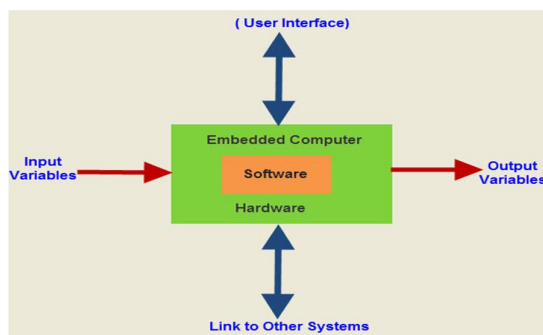 ( User Interface)
Embedded Computer
Input
Variables
Software
Output
Variables
Hardware
Link to Other Systems